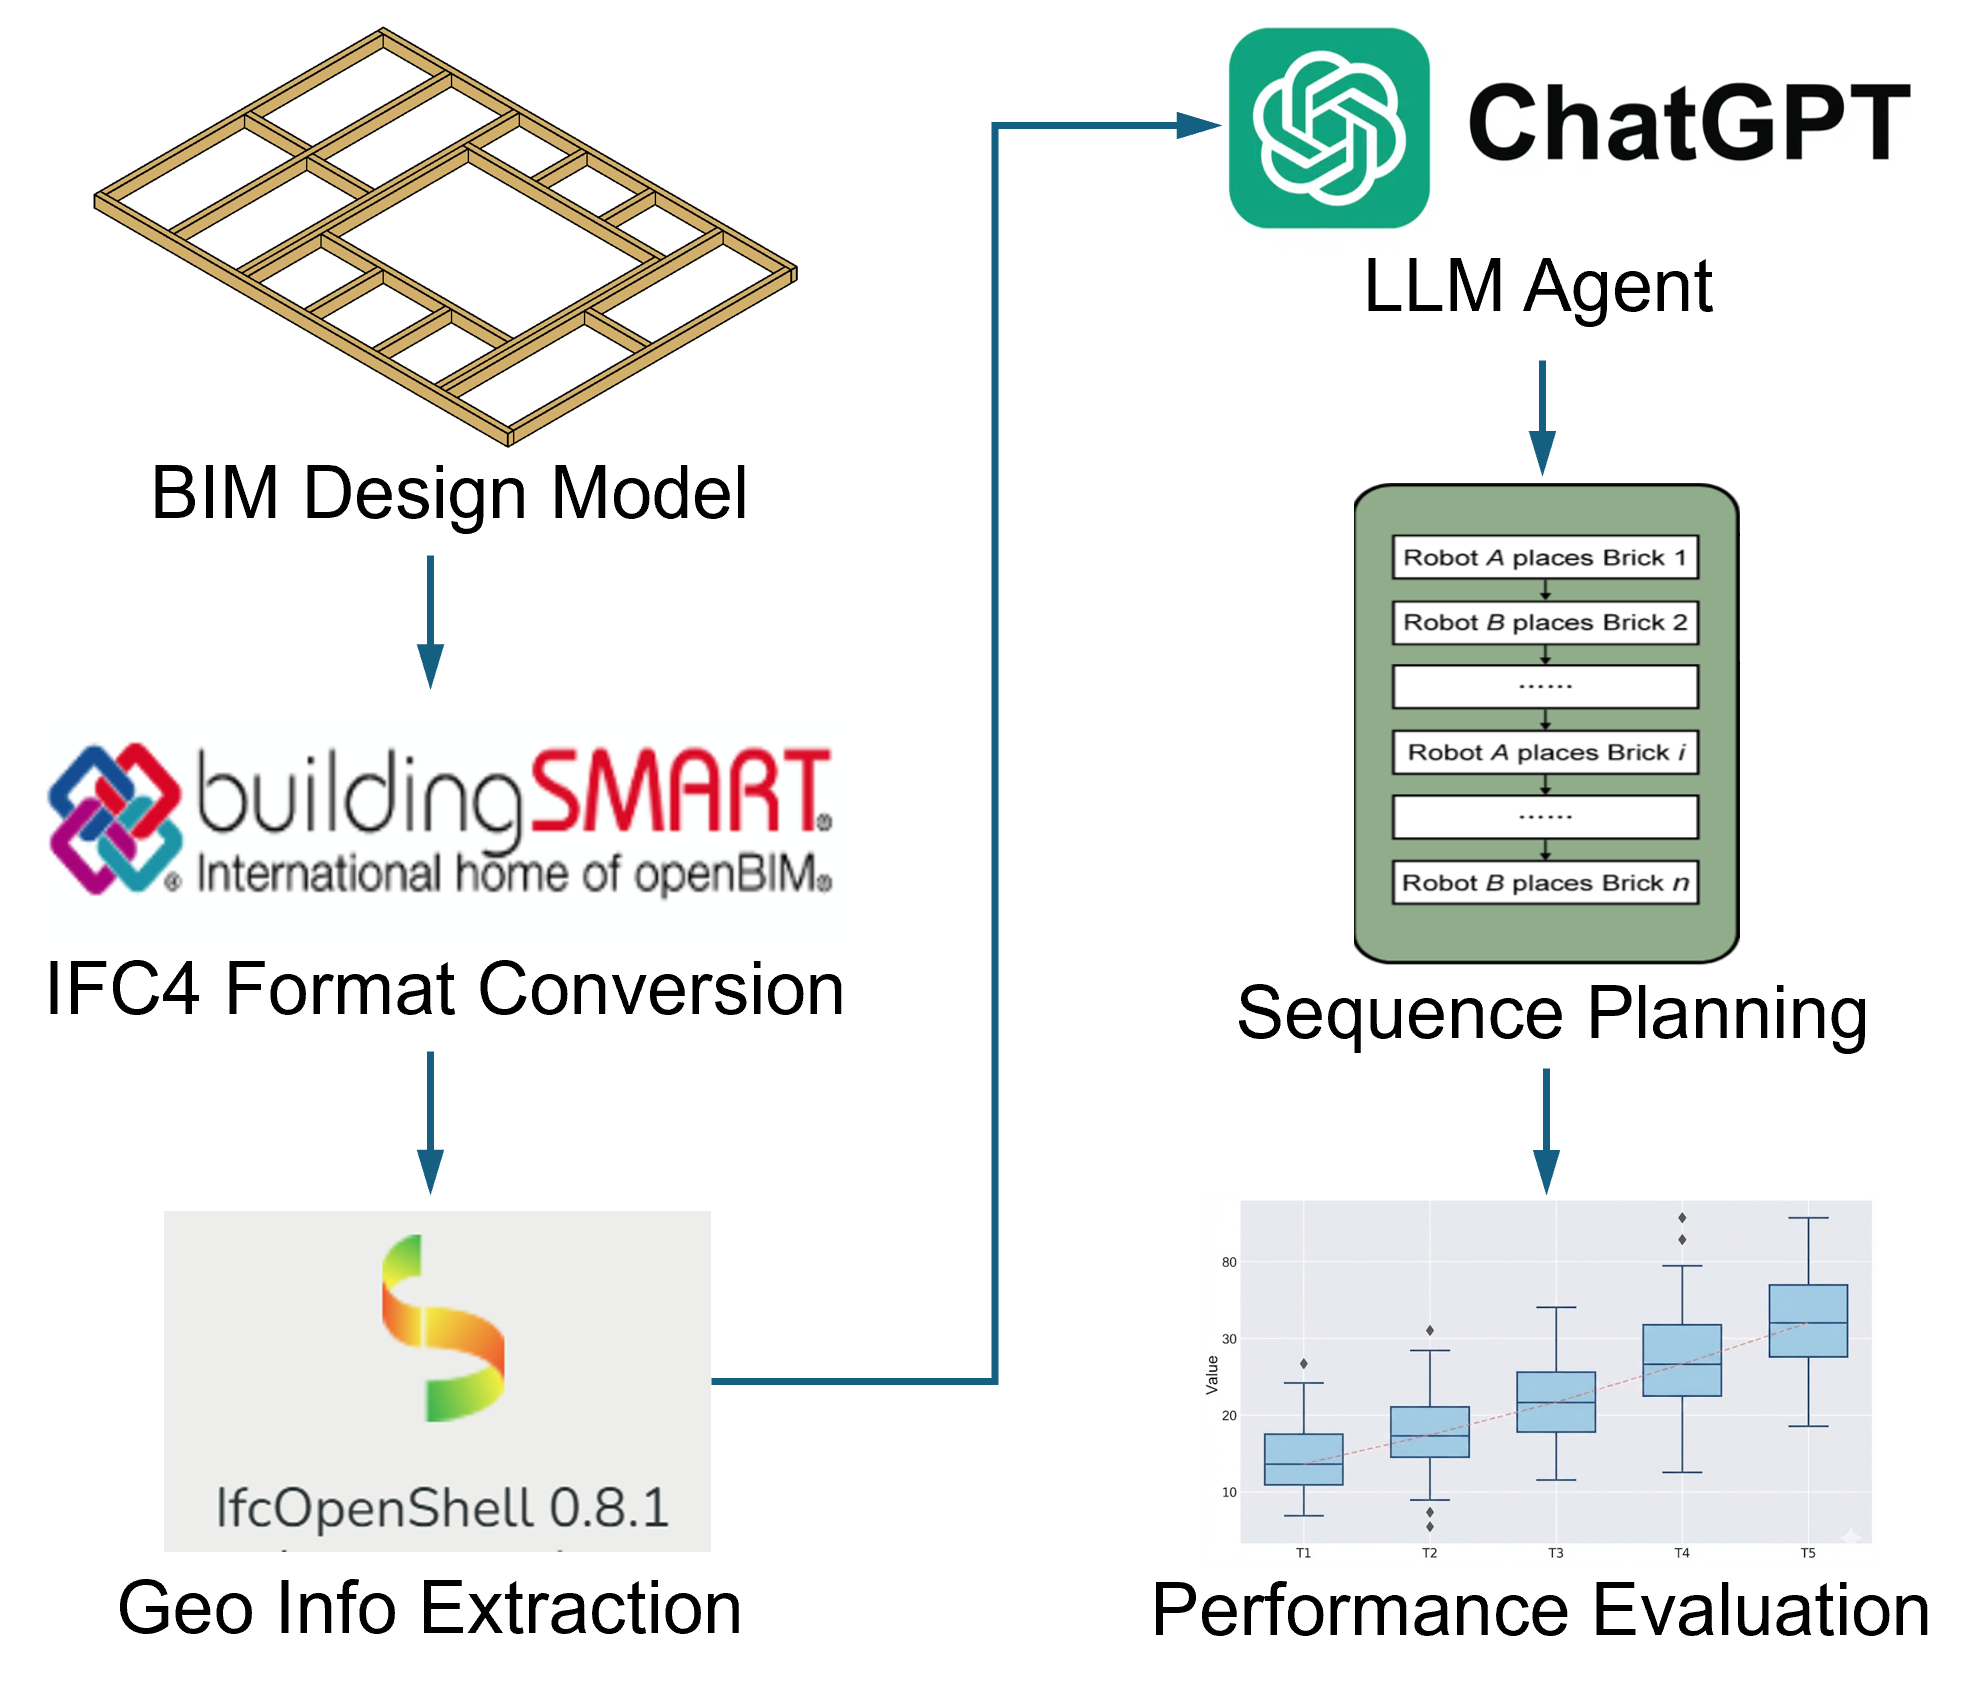 BIM Design Model
buildingSMART®
International home of openBIM®
®
IFC4 Format Conversion
IfcOpenShell 0.8.1
Geo Info Extraction
ChatGPT
LLM Agent
Robot A places Brick 1
Robot B places Brick 2
......
Robot A places Brick i
......
Robot B places Brick n
Sequence Planning
Value
80
30
20
10
T1 T2 T3 T4 T5
Performance Evaluation